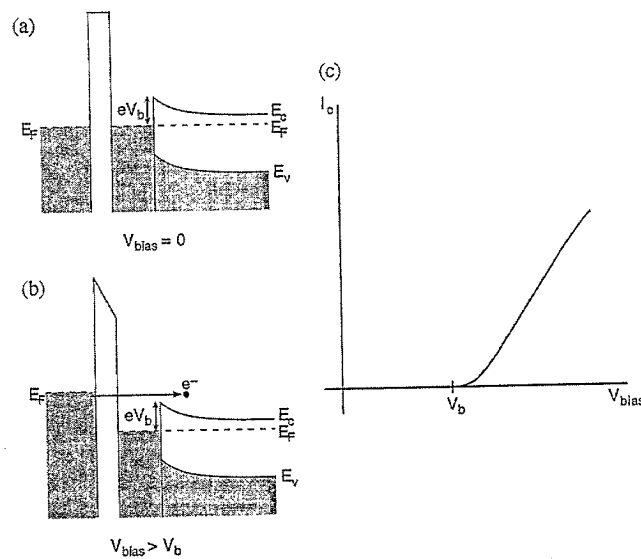 (a)
eV_b
E_F
E_c
E_F
E_v
V_bias = 0
(b)
e⁻
E_F
eV_b
E_c
E_F
E_v
V_bias > V_b
(c)
I_c
V_b
V_bias